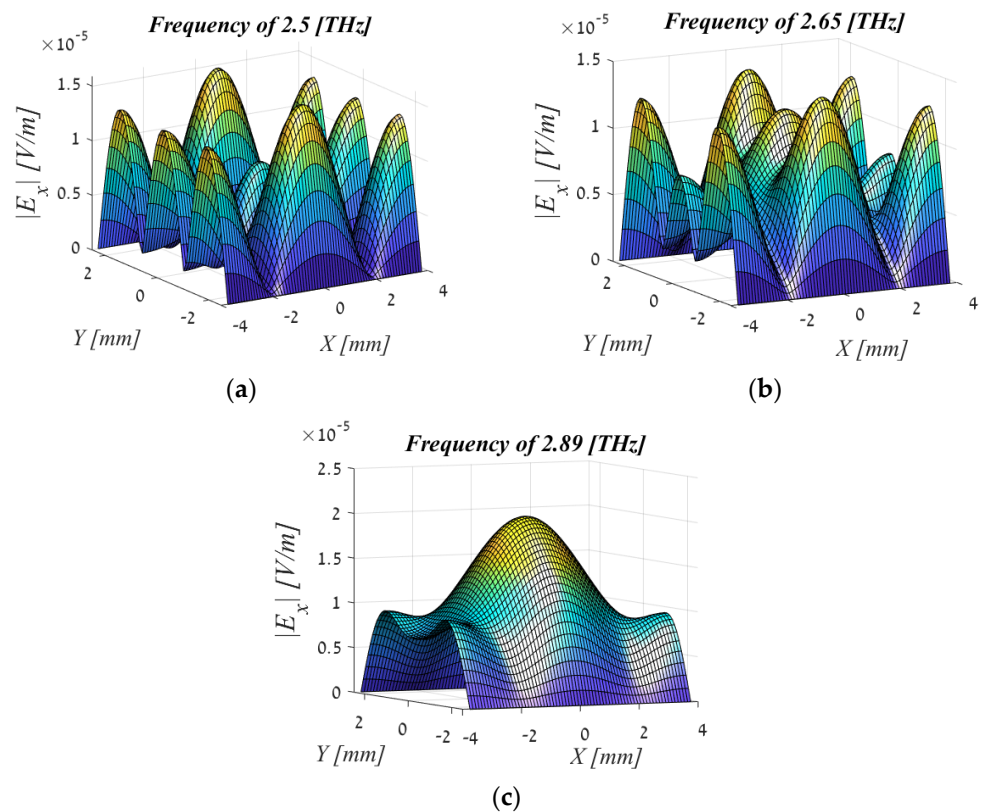 Frequency of 2.5 [THz]
×10⁻⁵
|Eₓ| [V/m]
1.5
1
0.5
0
2
0
-2
Y [mm]
-4
-2
0
2
4
X [mm]
(a)
Frequency of 2.65 [THz]
×10⁻⁵
|Eₓ| [V/m]
1.5
1
0.5
0
2
0
-2
Y [mm]
-4
-2
0
2
4
X [mm]
(b)
Frequency of 2.89 [THz]
×10⁻⁵
|Eₓ| [V/m]
2.5
2
1.5
1
0.5
0
2
0
-2
Y [mm]
-4
-2
0
2
4
X [mm]
(c)